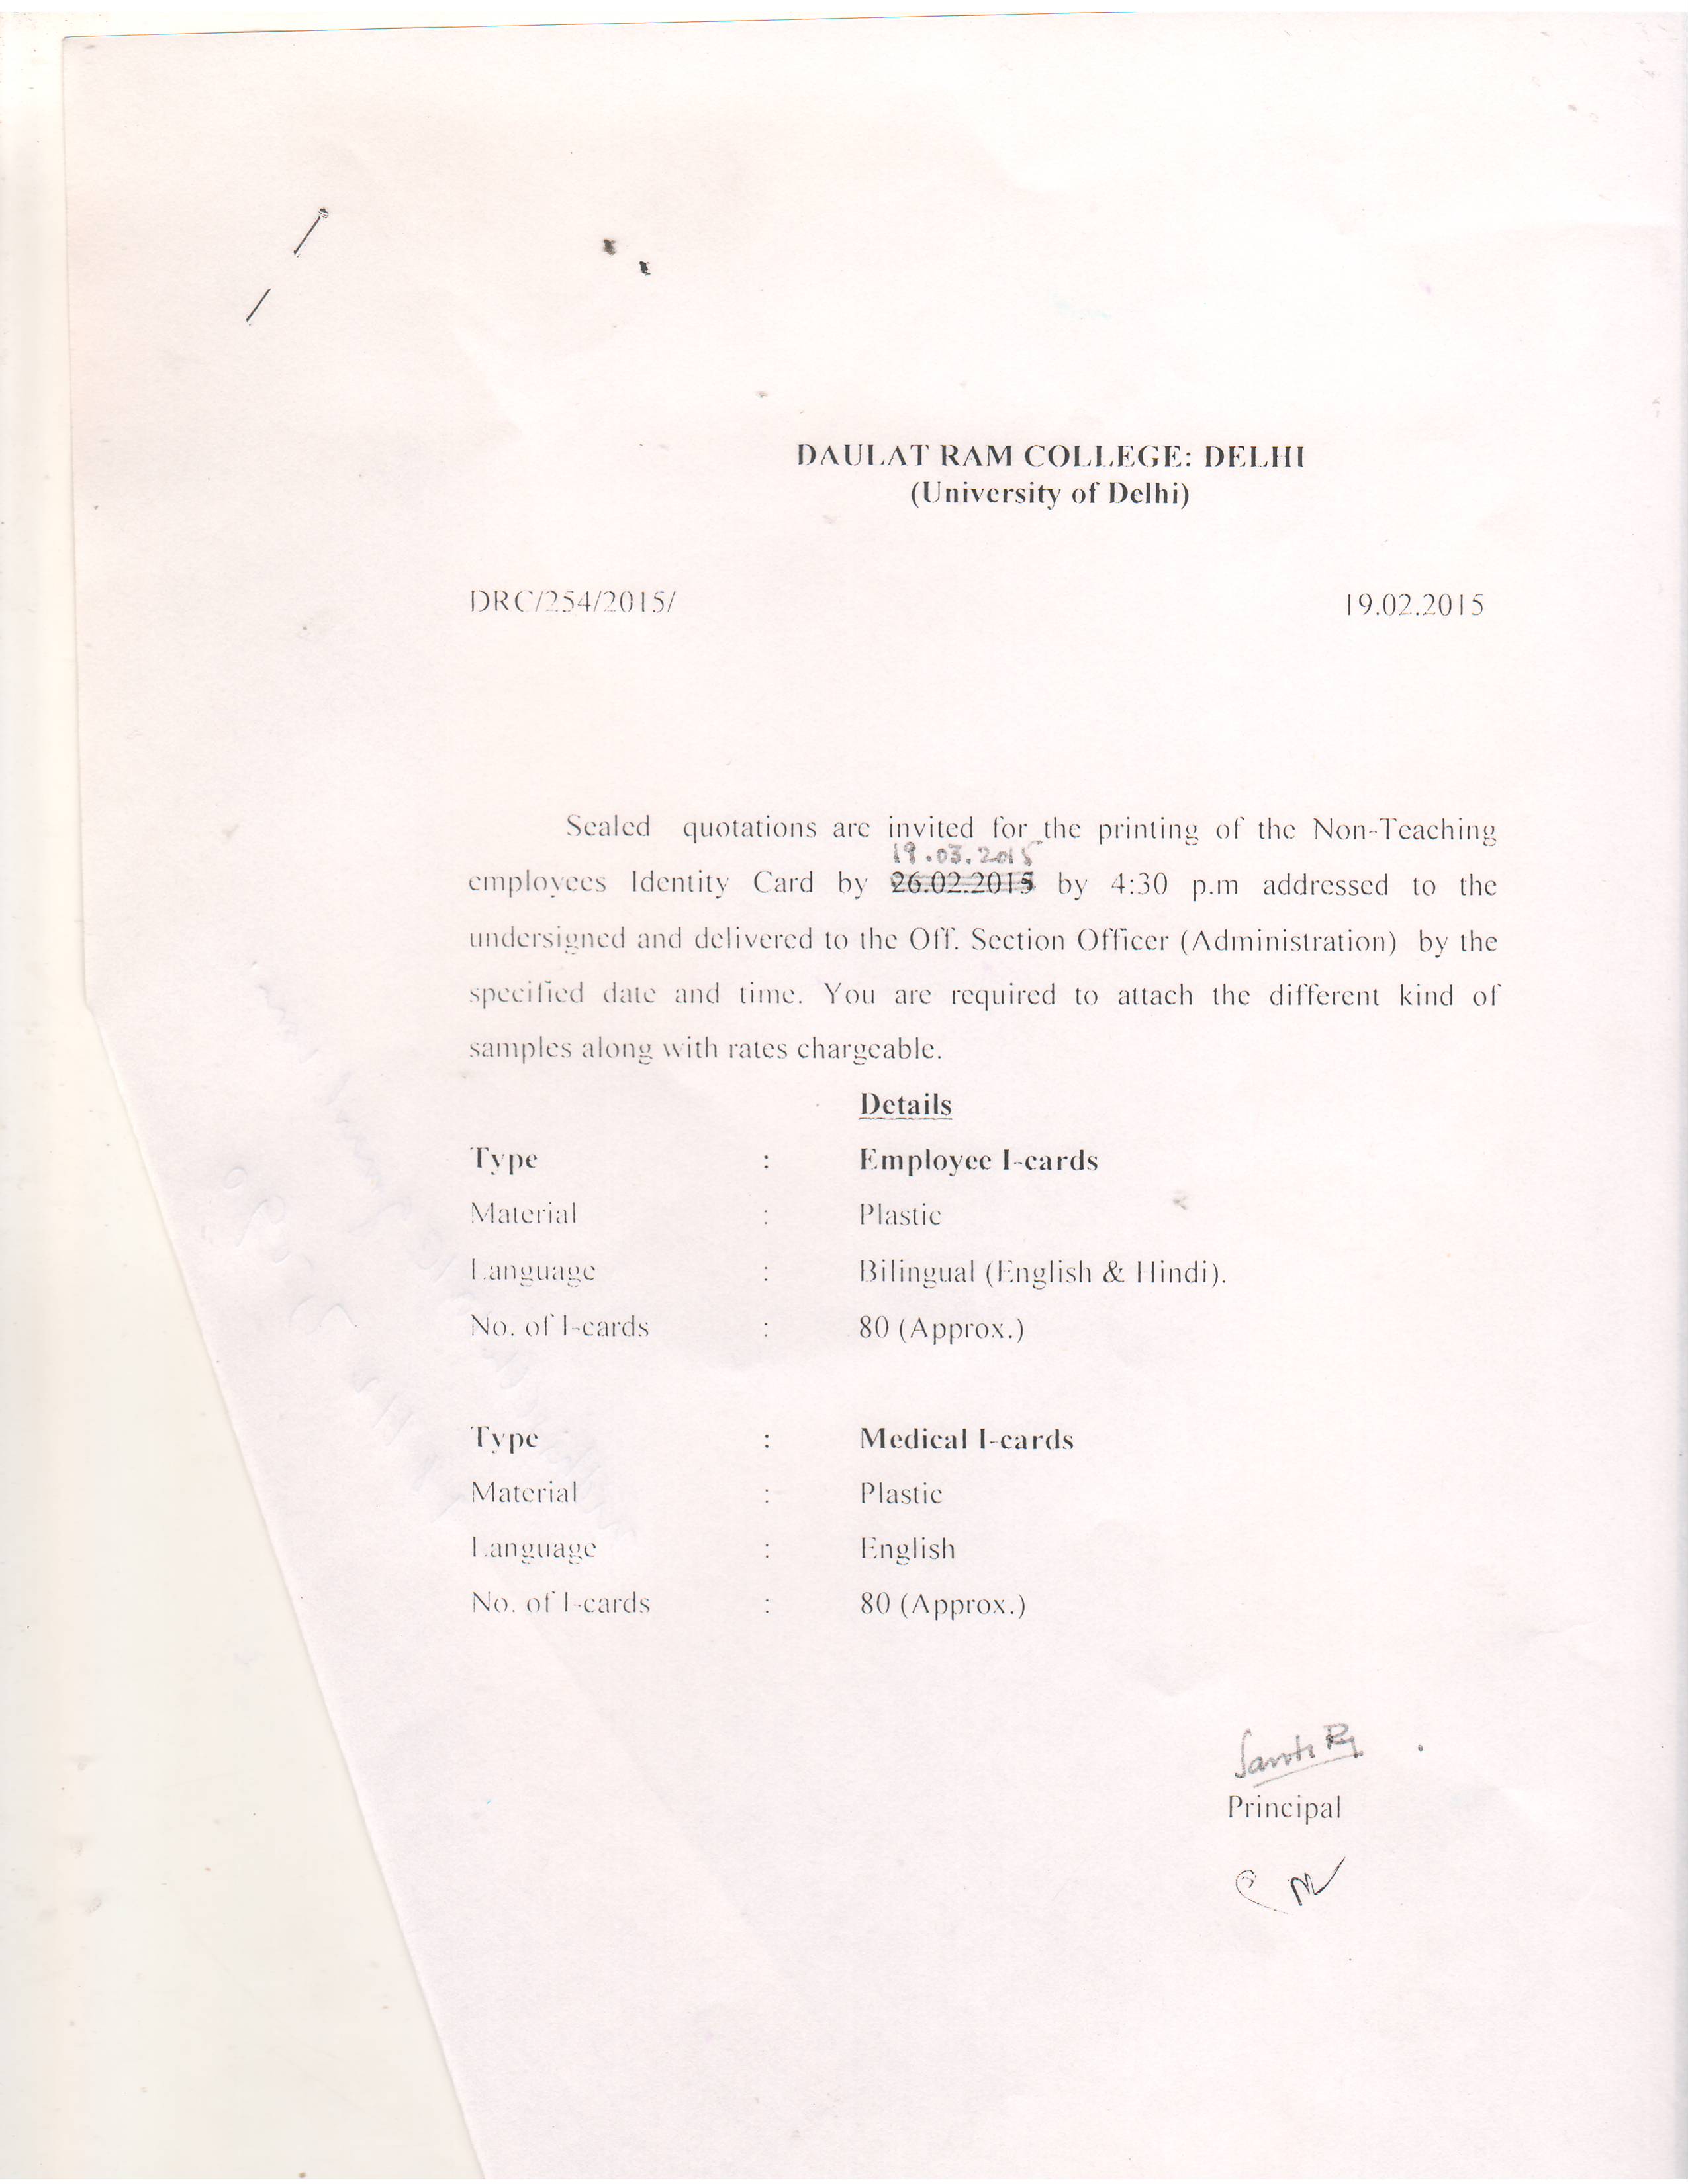 DAULAT RAM COLLEGE: DELHI
(University of Delhi)
DRC/254/2015/ 19.02.2015
Sealed quotations are invited for the printing of the Non-Teaching
19.03.2015
employees Identity Card by 26.02.2015 by 4:30 p.m addressed to the
undersigned and delivered to the Off. Section Officer (Administration) by the
specified date and time. You are required to attach the different kind of
samples along with rates chargeable.
Details
Type : Employee I-cards
Material : Plastic
Language : Bilingual (English & Hindi).
No. of I-cards : 80 (Approx.)
Type : Medical I-cards
Material : Plastic
Language : English
No. of I-cards : 80 (Approx.)
Principal